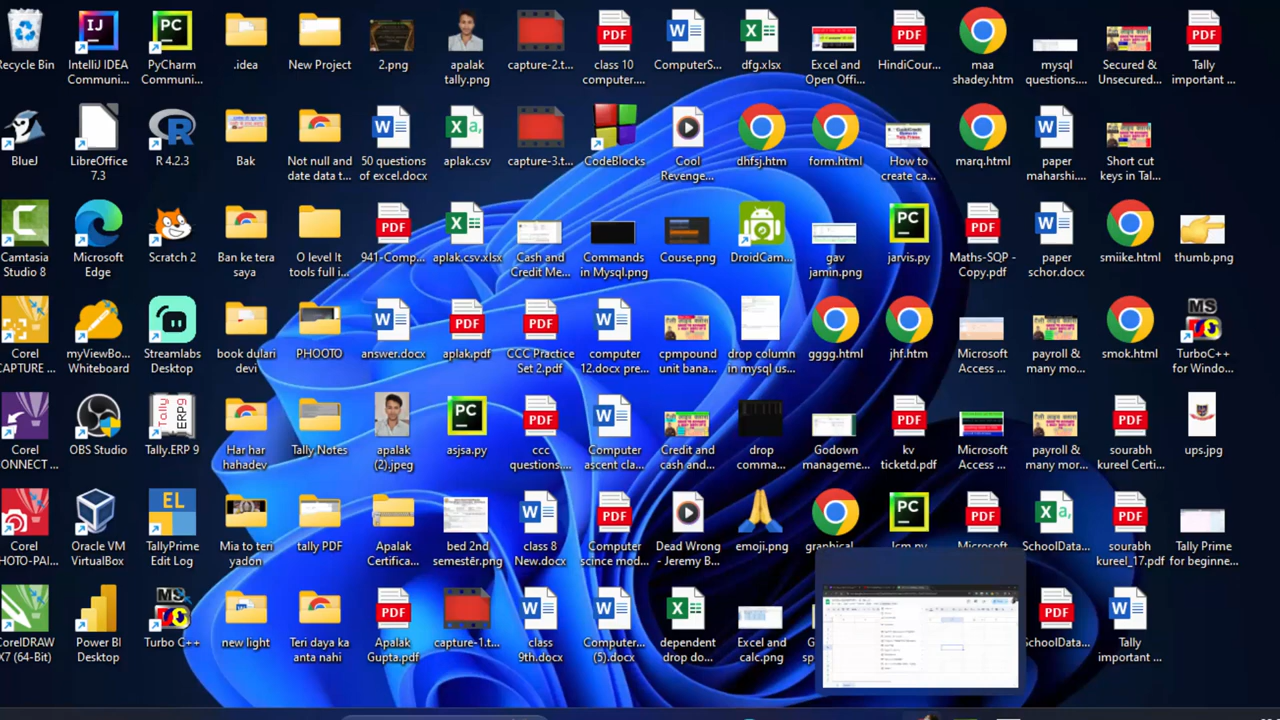 Recycle Bin
IntelliJ IDEA
Communi...
PyCharm
Communi...
.idea
New Project
2.png
apalak
tally.png
capture-2.t...
class 10
computer....
ComputerS...
dfg.xlsx
Excel and
Open Offi...
HindiCour...
maa
shadey.htm
mysql
questions....
Secured &
Unsecured...
Tally
important ...
BlueJ
LibreOffice
7.3
R 4.2.3
Bak
Not null and
date data t...
50 questions
of excel.docx
aplak.csv
capture-3.t...
CodeBlocks
Cool
Revenge...
dhfsj.htm
form.html
How to
create ca...
marq.html
paper
maharshi....
Short cut
keys in Tal...
Camtasia
Studio 8
Microsoft
Edge
Scratch 2
Ban ke tera
saya
O level It
tools full i...
941-Comp...
aplak.csv.xlsx
Cash and
Credit Me...
Commands
in Mysql.png
Couse.png
DroidCam...
gav
jamin.png
jarvis.py
Maths-SQP -
Copy.pdf
paper
schor.docx
smiike.html
thumb.png
Corel
CAPTURE ...
myViewBo...
Whiteboard
Streamlabs
Desktop
book dulari
devi
PHOOTO
answer.docx
aplak.pdf
CCC Practice
Set 2.pdf
computer
12.docx pre...
cpmpound
unit bana...
drop column
in mysql us...
gggg.html
jhf.htm
Microsoft
Access ...
payroll &
many mo...
smok.html
TurboC++
for Windo...
Corel
CONNECT ...
OBS Studio
Tally.ERP 9
Har har
hahadev
Tally Notes
apalak
(2).jpeg
asjsa.py
ccc
questions....
Computer
ascent cla...
Credit and
cash and...
drop
comma...
Godown
manageme...
kv
ticketd.pdf
Microsoft
Access ...
payroll &
many mor...
sourabh
kureel Certi...
ups.jpg
Corel
PHOTO-PAI...
Oracle VM
VirtualBox
TallyPrime
Edit Log
Mia to teri
yadon
tally PDF
Apalak
Certifica...
bed 2nd
semester.png
class 8
New.docx
Computer
scince mod...
Dead Wrong
- Jeremy B...
emoji.png
graphical
Icm.py
Microsoft
SchoolData...
sourabh
kureel_17.pdf
Tally Prime
for beginne...
CorelDRAW
X7 (64-Bit)
Power BI
Desktop
Teri daya ka
anta nahi
Apalak
Gupta.pdf
capture-1.t...
class
9th.docx
Computer...
(5).docx
dependent
drop do...
Excel and
calc.png
SchoolData...
Tally
important ...